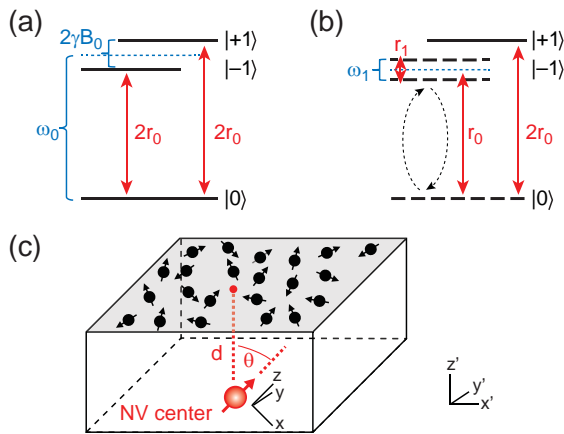 (a)
2γB₀
|+1⟩
|−1⟩
ω₀
2r₀
2r₀
|0⟩
(b)
|+1⟩
r₁
|−1⟩
ω₁
r₀
2r₀
|0⟩
(c)
d
θ
z
y
x
NV center
z'
y'
x'